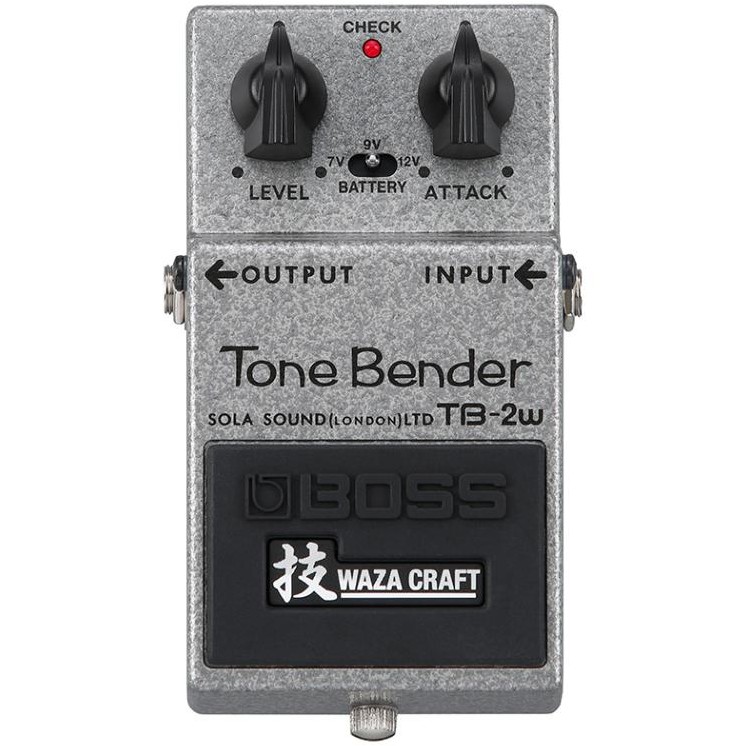 CHECK
9V
7V 12V
LEVEL BATTERY ATTACK
←OUTPUT INPUT←
Tone Bender
SOLA SOUND(LONDON)LTD TB-2w
BOSS
技 WAZA CRAFT